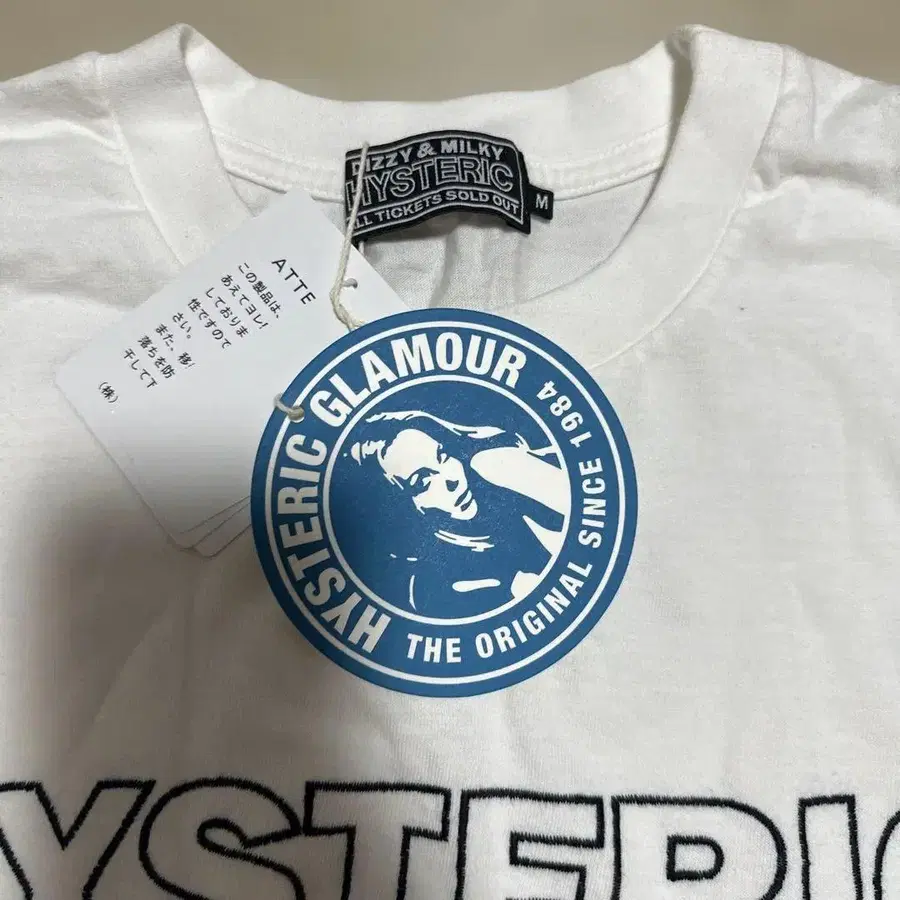 DIZZY & MILKY
HYSTERIC
ALL TICKETS SOLD OUT
M
ATTE
この製品は、
あえてヨレ!
しておりま
性ですので
さい。
また、移
落ちを防
干して下
(株)
HYSTERIC GLAMOUR
THE ORIGINAL SINCE 1984
YSTERIC